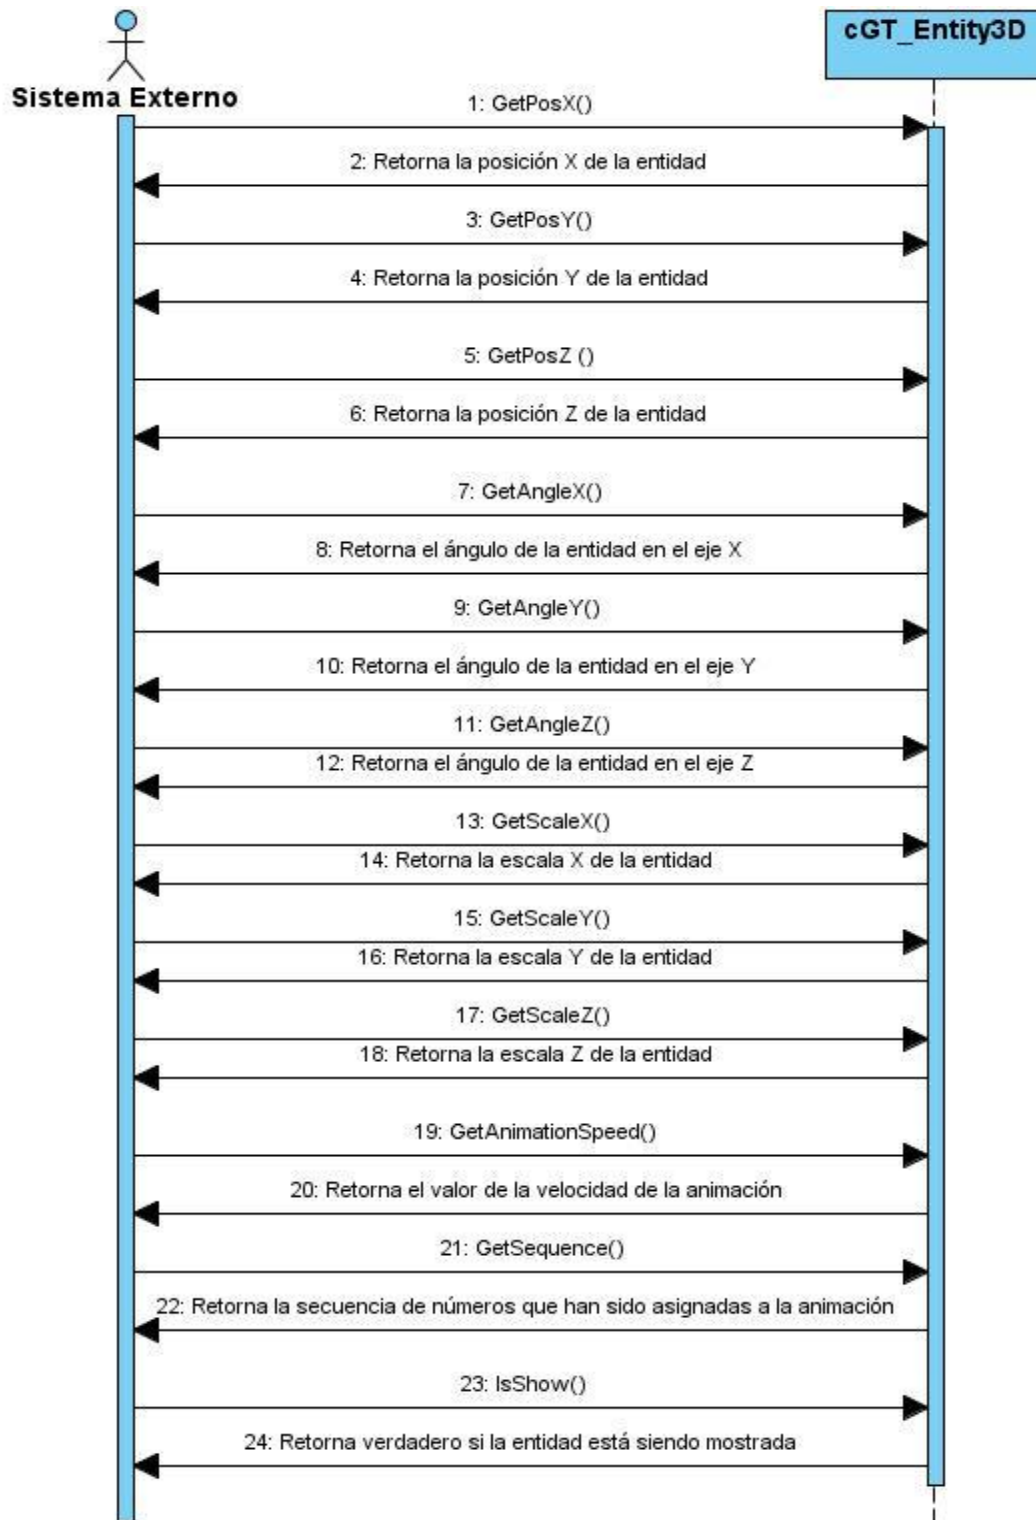 cGT_Entity3D
Sistema Externo
1: GetPosX()
2: Retorna la posición X de la entidad
3: GetPosY()
4: Retorna la posición Y de la entidad
5: GetPosZ ()
6: Retorna la posición Z de la entidad
7: GetAngleX()
8: Retorna el ángulo de la entidad en el eje X
9: GetAngleY()
10: Retorna el ángulo de la entidad en el eje Y
11: GetAngleZ()
12: Retorna el ángulo de la entidad en el eje Z
13: GetScaleX()
14: Retorna la escala X de la entidad
15: GetScaleY()
16: Retorna la escala Y de la entidad
17: GetScaleZ()
18: Retorna la escala Z de la entidad
19: GetAnimationSpeed()
20: Retorna el valor de la velocidad de la animación
21: GetSequence()
22: Retorna la secuencia de números que han sido asignadas a la animación
23: IsShow()
24: Retorna verdadero si la entidad está siendo mostrada